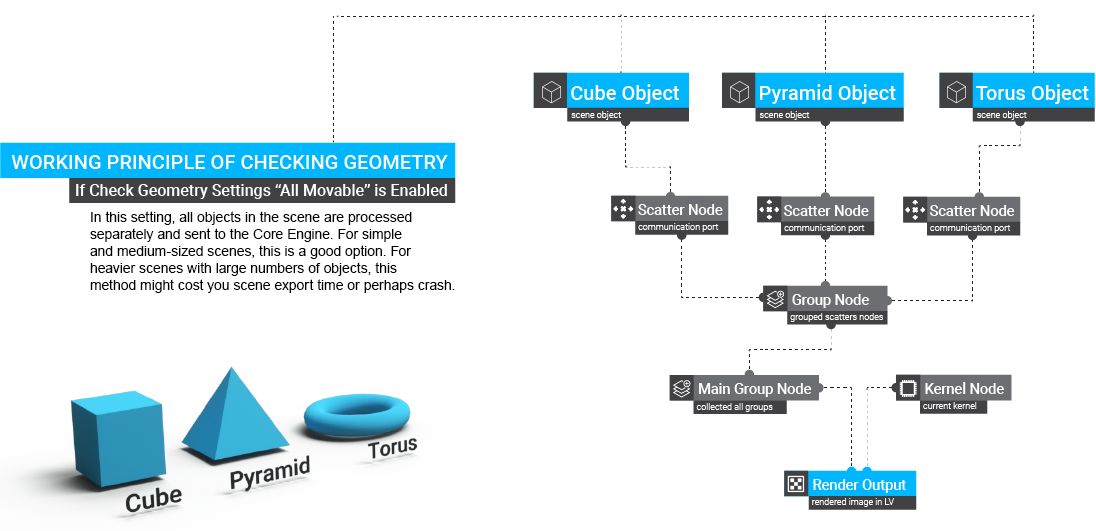 Cube Object
scene object
Pyramid Object
scene object
Torus Object
scene object
WORKING PRINCIPLE OF CHECKING GEOMETRY
If Check Geometry Settings “All Movable” is Enabled
In this setting, all objects in the scene are processed
separately and sent to the Core Engine. For simple
and medium-sized scenes, this is a good option. For
heavier scenes with large numbers of objects, this
method might cost you scene export time or perhaps crash.
Scatter Node
communication port
Scatter Node
communication port
Scatter Node
communication port
Group Node
grouped scatters nodes
Main Group Node
collected all groups
Kernel Node
current kernel
Render Output
rendered image in LV
Cube
Pyramid
Torus